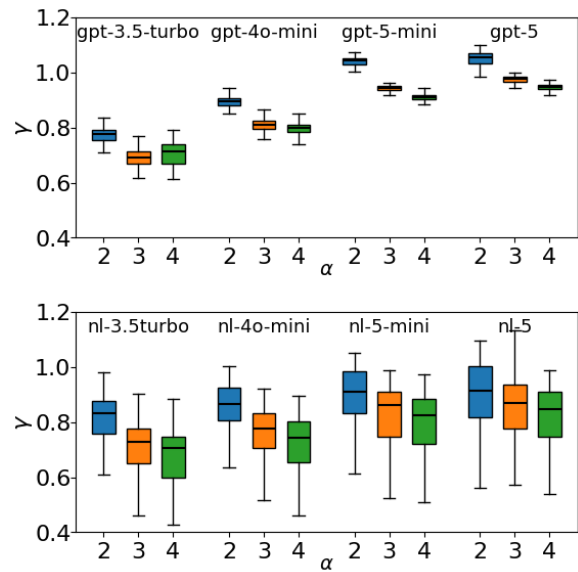 1.2
gpt-3.5-turbo gpt-4o-mini gpt-5-mini gpt-5
1.0
γ
0.8
0.6
0.4
2 3 4 2 3 4 2 3 4 2 3 4
α
1.2
nl-3.5turbo nl-4o-mini nl-5-mini nl-5
1.0
γ
0.8
0.6
0.4
2 3 4 2 3 4 2 3 4 2 3 4
α